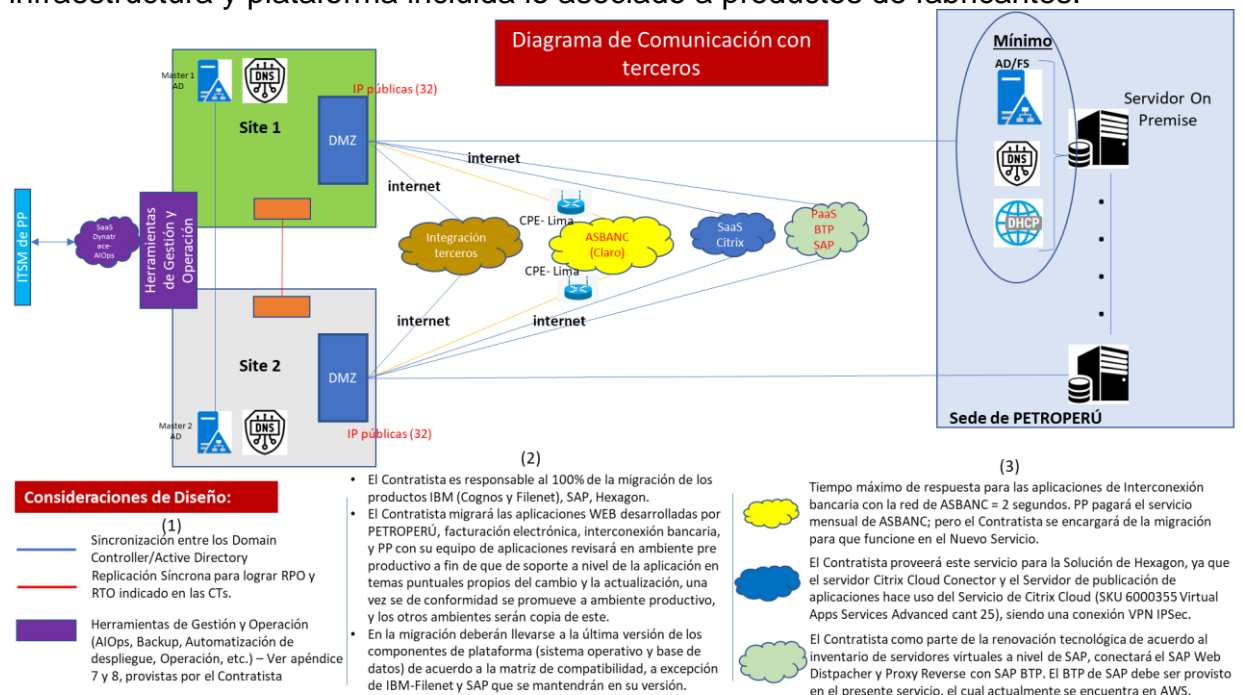 infraestructura y plataforma incluida lo asociado a productos de fabricantes.
Diagrama de Comunicación con
terceros
Mínimo
AD/FS
Servidor On
Premise
DNS
DHCP
Sede de PETROPERÚ
Master 1
AD
DNS
IP públicas (32)
Site 1
DMZ
internet
internet
CPE- Lima
ITSM de PP
SaaS
Dynatr
ace-
AIOps
Herramientas
de Gestión y
Operación
Integración
terceros
ASBANC
(Claro)
SaaS
Citrix
PaaS
BTP
SAP
CPE- Lima
internet
internet
Site 2
DMZ
Master 2
AD
DNS
IP públicas (32)
Consideraciones de Diseño:
(1)
Sincronización entre los Domain
Controller/Active Directory
Replicación Síncrona para lograr RPO y
RTO indicado en las CTs.
Herramientas de Gestión y Operación
(AIOps, Backup, Automatización de
despliegue, Operación, etc.) – Ver apéndice
7 y 8, provistas por el Contratista
(2)
• El Contratista es responsable al 100% de la migración de los
productos IBM (Cognos y Filenet), SAP, Hexagon.
• El Contratista migrará las aplicaciones WEB desarrolladas por
PETROPERÚ, facturación electrónica, interconexión bancaria,
y PP con su equipo de aplicaciones revisará en ambiente pre
productivo a fin de que de soporte a nivel de la aplicación en
temas puntuales propios del cambio y la actualización, una
vez se de conformidad se promueve a ambiente productivo,
y los otros ambientes serán copia de este.
• En la migración deberán llevarse a la última versión de los
componentes de plataforma (sistema operativo y base de
datos) de acuerdo a la matriz de compatibilidad, a excepción
de IBM-Filenet y SAP que se mantendrán en su versión.
(3)
Tiempo máximo de respuesta para las aplicaciones de Interconexión
bancaria con la red de ASBANC = 2 segundos. PP pagará el servicio
mensual de ASBANC; pero el Contratista se encargará de la migración
para que funcione en el Nuevo Servicio.
El Contratista proveerá este servicio para la Solución de Hexagon, ya que
el servidor Citrix Cloud Conector y el Servidor de publicación de
aplicaciones hace uso del Servicio de Citrix Cloud (SKU 6000355 Virtual
Apps Services Advanced cant 25), siendo una conexión VPN IPSec.
El Contratista como parte de la renovación tecnológica de acuerdo al
inventario de servidores virtuales a nivel de SAP, conectará el SAP Web
Distpacher y Proxy Reverse con SAP BTP. El BTP de SAP debe ser provisto
en el presente servicio, el cual actualmente se encuentra en AWS.